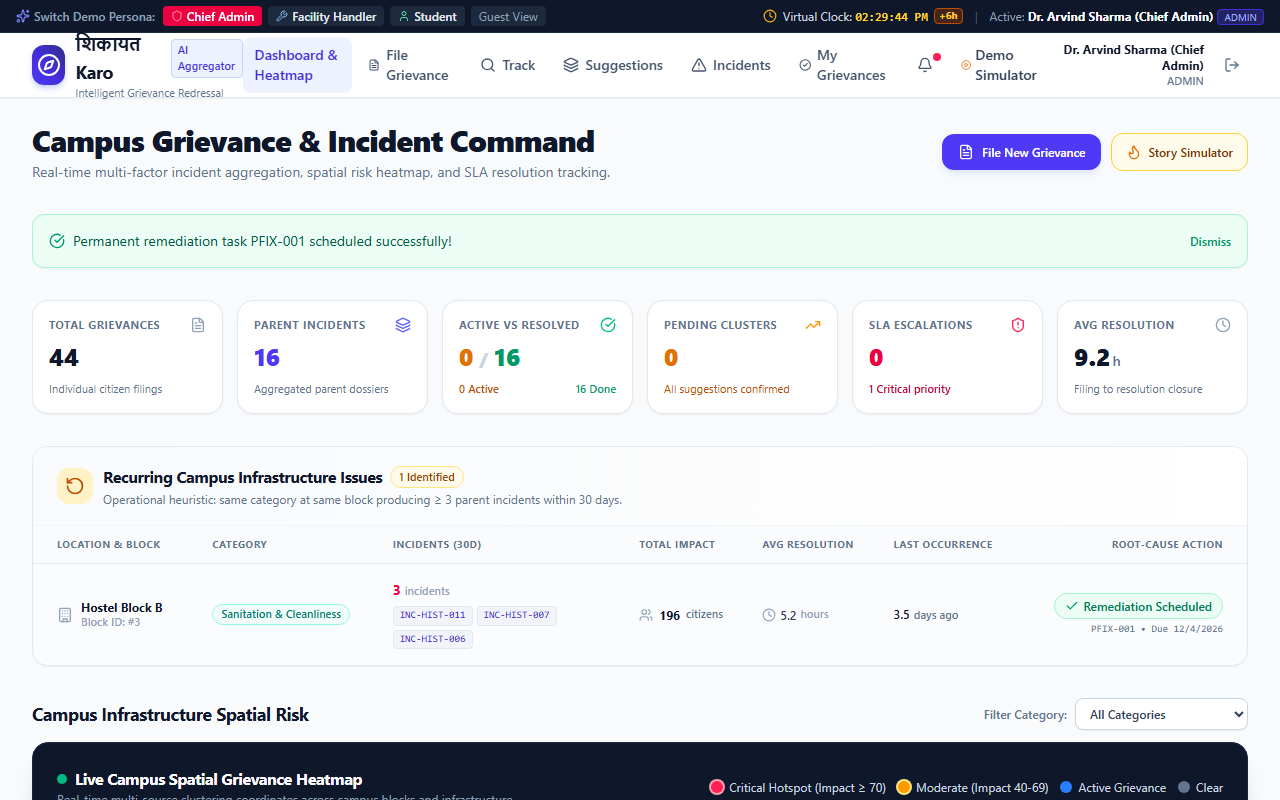 Switch Demo Persona: Chief Admin Facility Handler Student Guest View Virtual Clock: 02:29:44 PM +6h | Active: Dr. Arvind Sharma (Chief Admin) ADMIN
शिकायत
Karo
AI
Aggregator
Intelligent Grievance Redressal
Dashboard &
Heatmap
File
Grievance
Track
Suggestions
Incidents
My
Grievances
Demo
Simulator
Dr. Arvind Sharma (Chief
Admin)
ADMIN
Campus Grievance & Incident Command
Real-time multi-factor incident aggregation, spatial risk heatmap, and SLA resolution tracking.
File New Grievance
Story Simulator
Permanent remediation task PFIX-001 scheduled successfully!
Dismiss
TOTAL GRIEVANCES
44
Individual citizen filings
PARENT INCIDENTS
16
Aggregated parent dossiers
ACTIVE VS RESOLVED
0 / 16
0 Active 16 Done
PENDING CLUSTERS
0
All suggestions confirmed
SLA ESCALATIONS
0
1 Critical priority
AVG RESOLUTION
9.2 h
Filing to resolution closure
Recurring Campus Infrastructure Issues 1 Identified
Operational heuristic: same category at same block producing ≥ 3 parent incidents within 30 days.
LOCATION & BLOCK CATEGORY INCIDENTS (30D) TOTAL IMPACT AVG RESOLUTION LAST OCCURRENCE ROOT-CAUSE ACTION
Hostel Block B
Block ID: #3
Sanitation & Cleanliness
3 incidents
INC-HIST-011 INC-HIST-007
INC-HIST-006
196 citizens
5.2 hours
3.5 days ago
Remediation Scheduled
PFIX-001 • Due 12/4/2026
Campus Infrastructure Spatial Risk
Filter Category: All Categories
Live Campus Spatial Grievance Heatmap
Real-time multi-source clustering coordinates across campus blocks and infrastructure
Critical Hotspot (Impact ≥ 70) Moderate (Impact 40-69) Active Grievance Clear